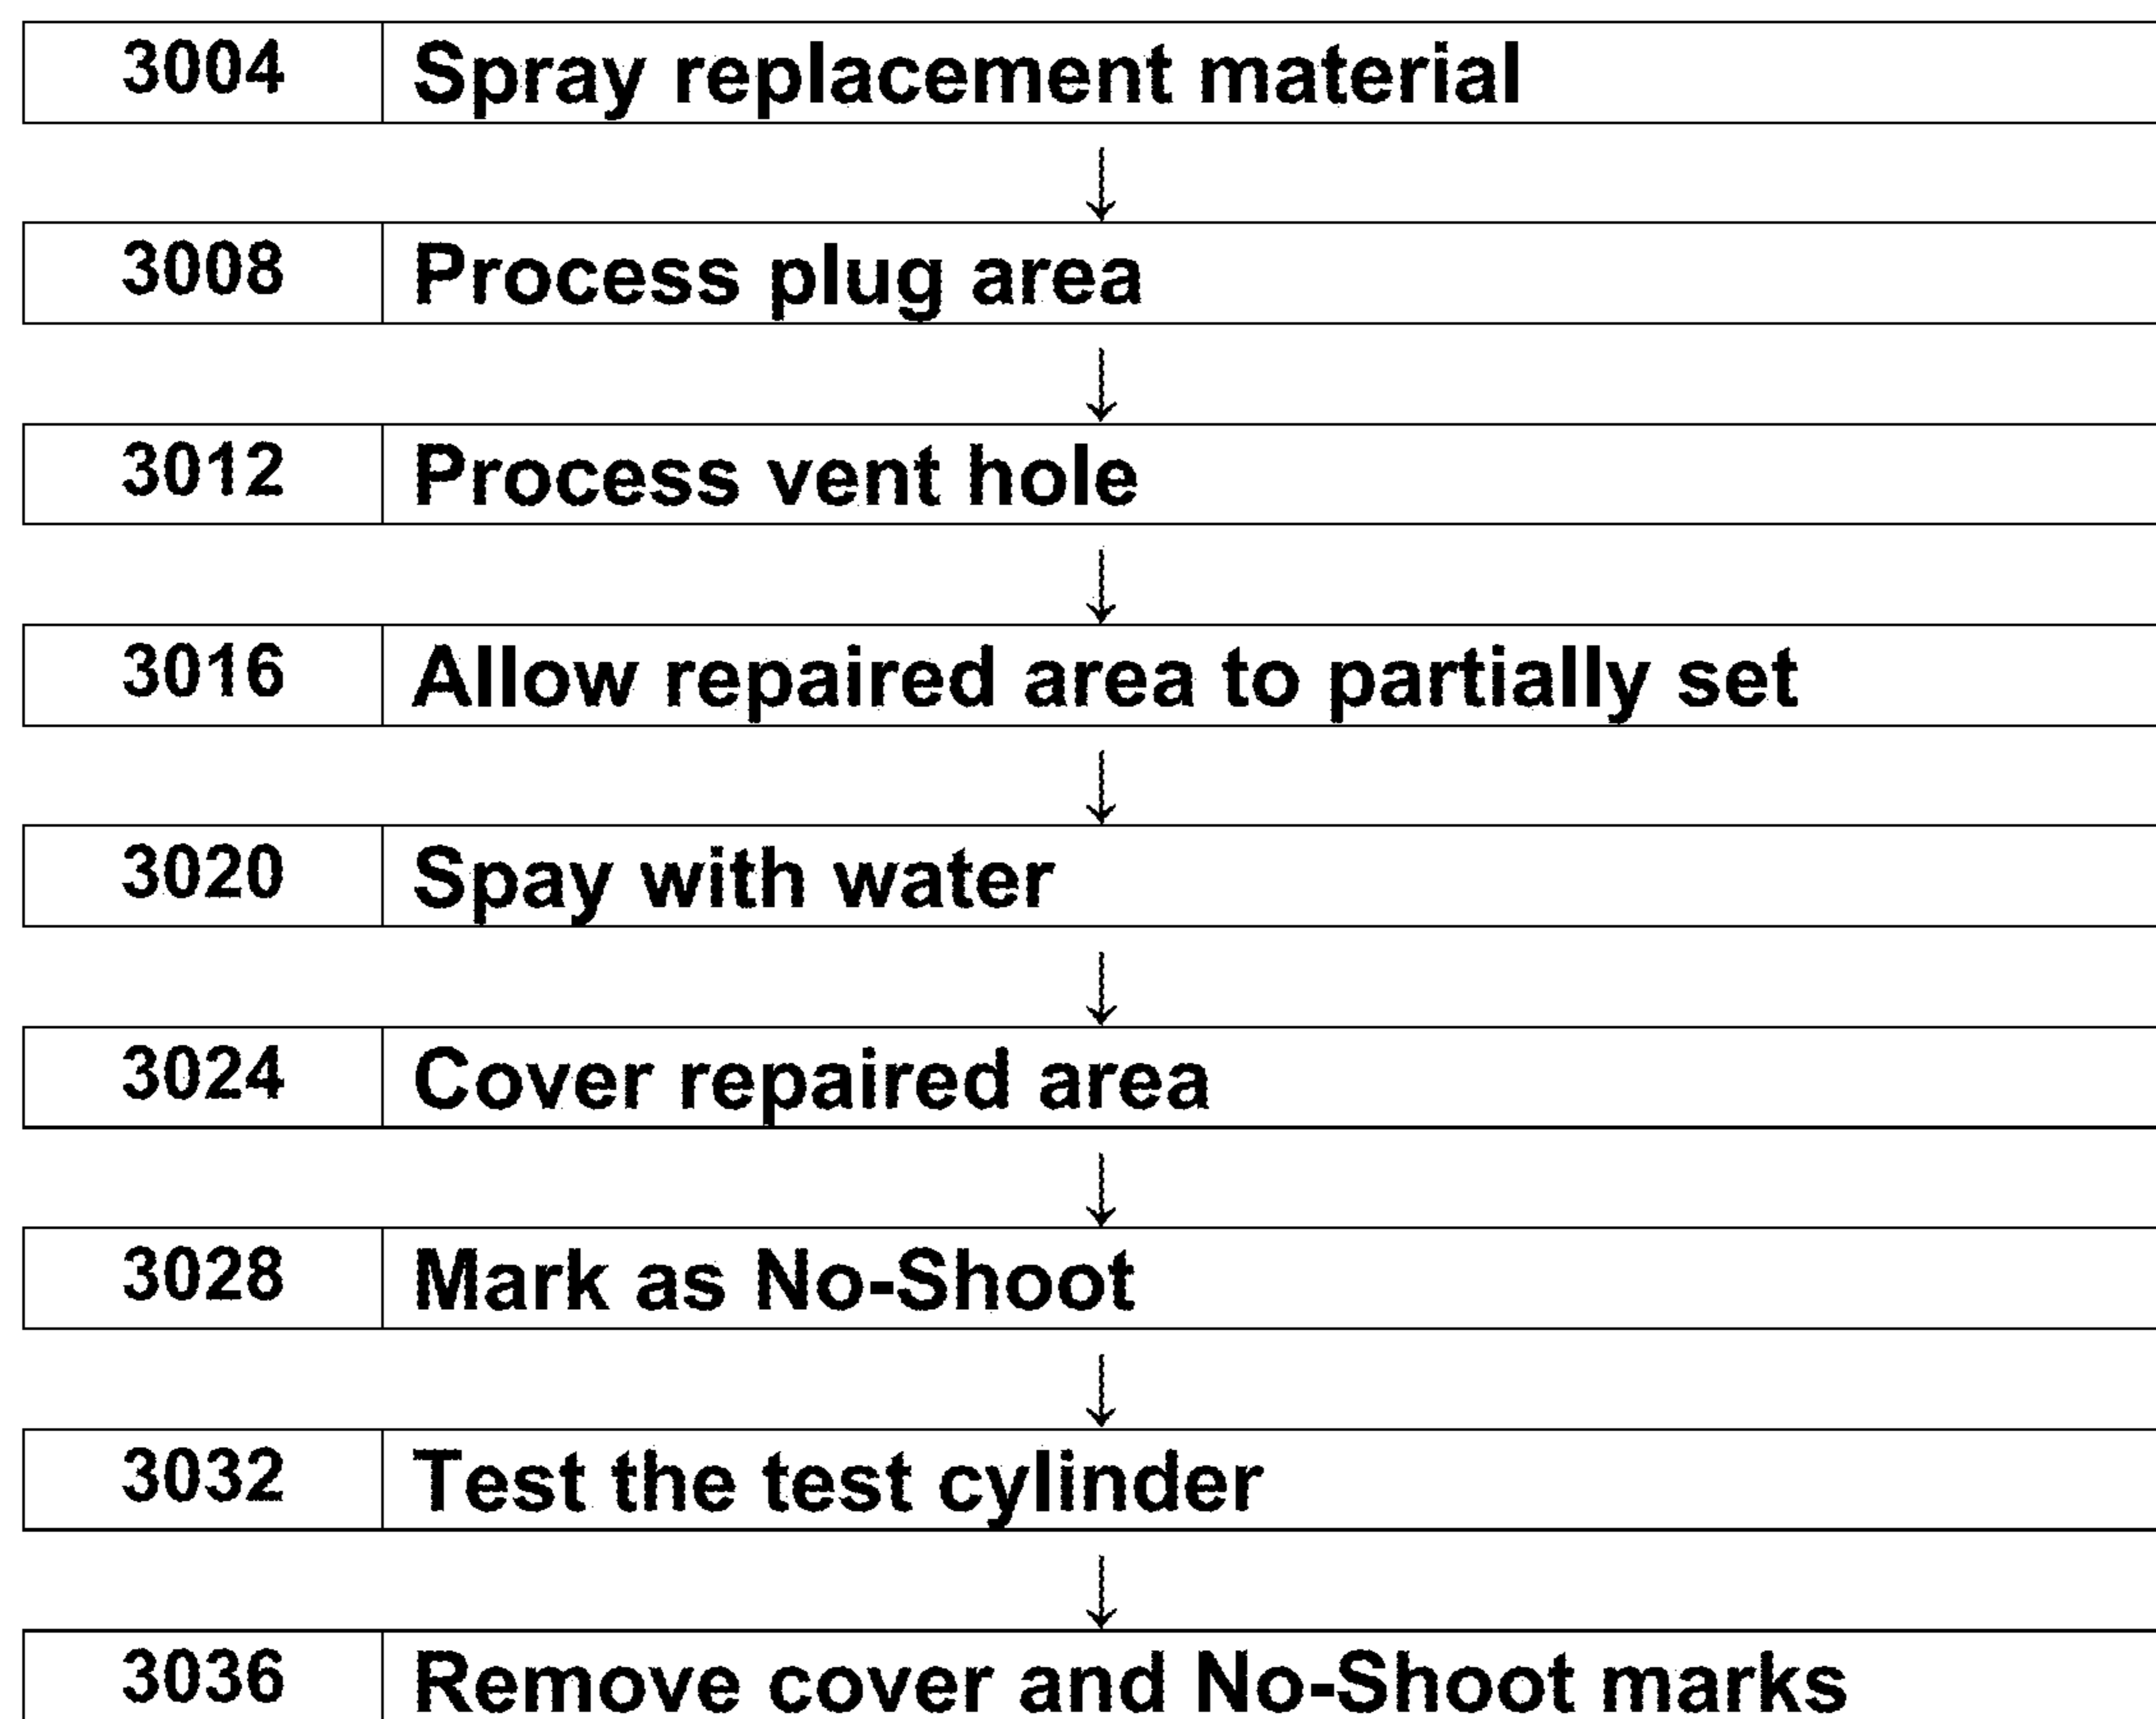 3004 Spray replacement material
3008 Process plug area
3012 Process vent hole
3016 Allow repaired area to partially set
3020 Spay with water
3024 Cover repaired area
3028 Mark as No-Shoot
3032 Test the test cylinder
3036 Remove cover and No-Shoot marks